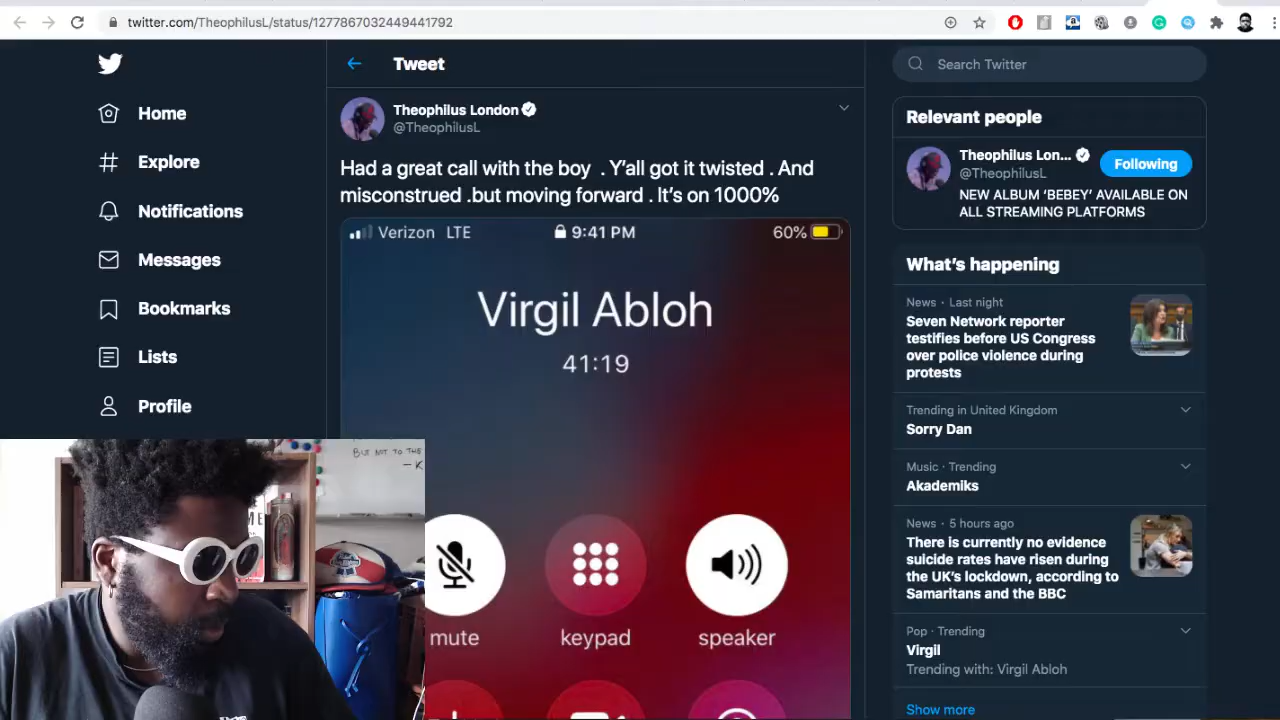 twitter.com/TheophilusL/status/1277867032449441792
Home
Explore
Notifications
Messages
Bookmarks
Lists
Profile
Tweet
Theophilus London
@TheophilusL
Had a great call with the boy . Y’all got it twisted . And
misconstrued .but moving forward . It’s on 1000%
Verizon LTE
9:41 PM
60%
Virgil Abloh
41:19
mute
keypad
speaker
BUT NOT TO THE
- K
Search Twitter
Relevant people
Theophilus Lon...
@TheophilusL
Following
NEW ALBUM ‘BEBEY’ AVAILABLE ON
ALL STREAMING PLATFORMS
What’s happening
News · Last night
Seven Network reporter
testifies before US Congress
over police violence during
protests
Trending in United Kingdom
Sorry Dan
Music · Trending
Akademiks
News · 5 hours ago
There is currently no evidence
suicide rates have risen during
the UK’s lockdown, according to
Samaritans and the BBC
Pop · Trending
Virgil
Trending with: Virgil Abloh
Show more